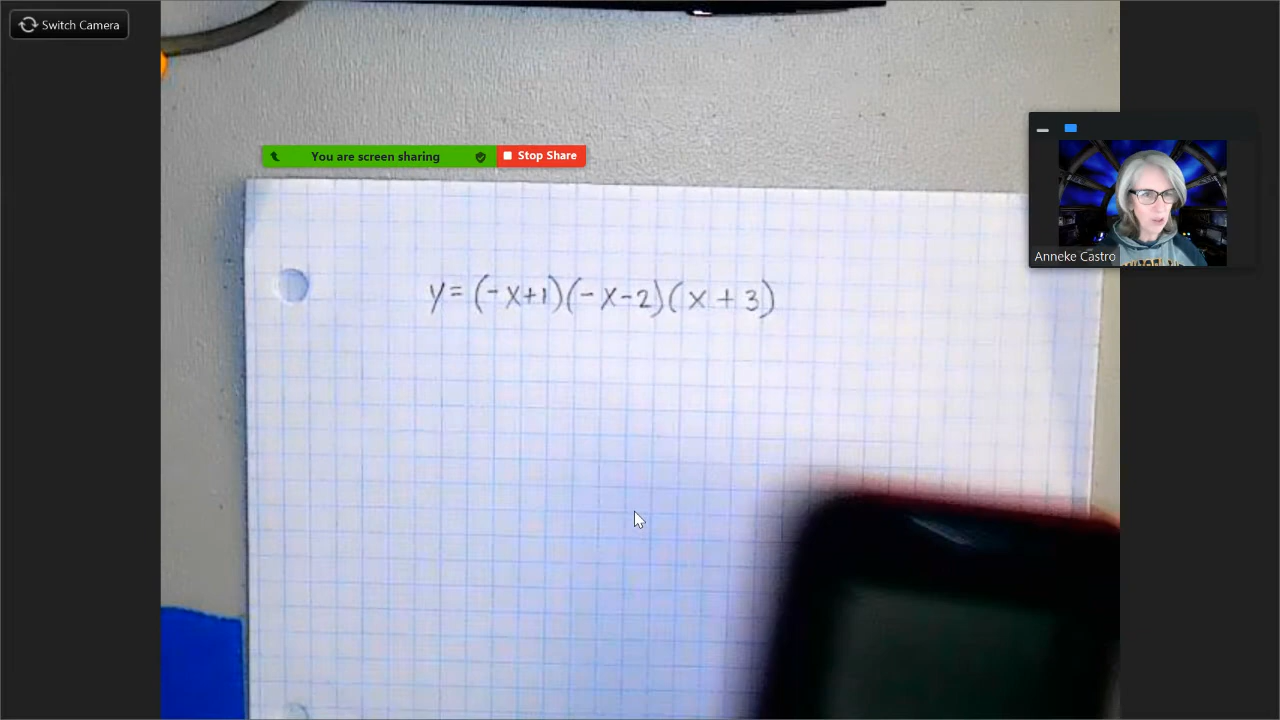 Switch Camera
You are screen sharing
Stop Share
Anneke Castro
y = (-x+1)(-x-2)(x + 3)